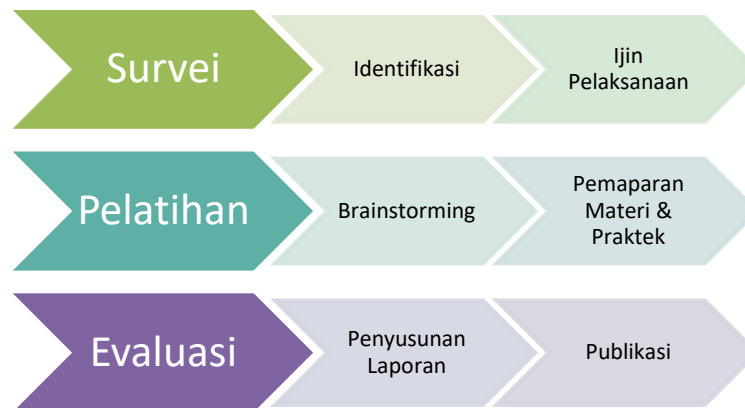 Survei
Identifikasi
Ijin
Pelaksanaan
Pelatihan
Brainstorming
Pemaparan
Materi &
Praktek
Evaluasi
Penyusunan
Laporan
Publikasi